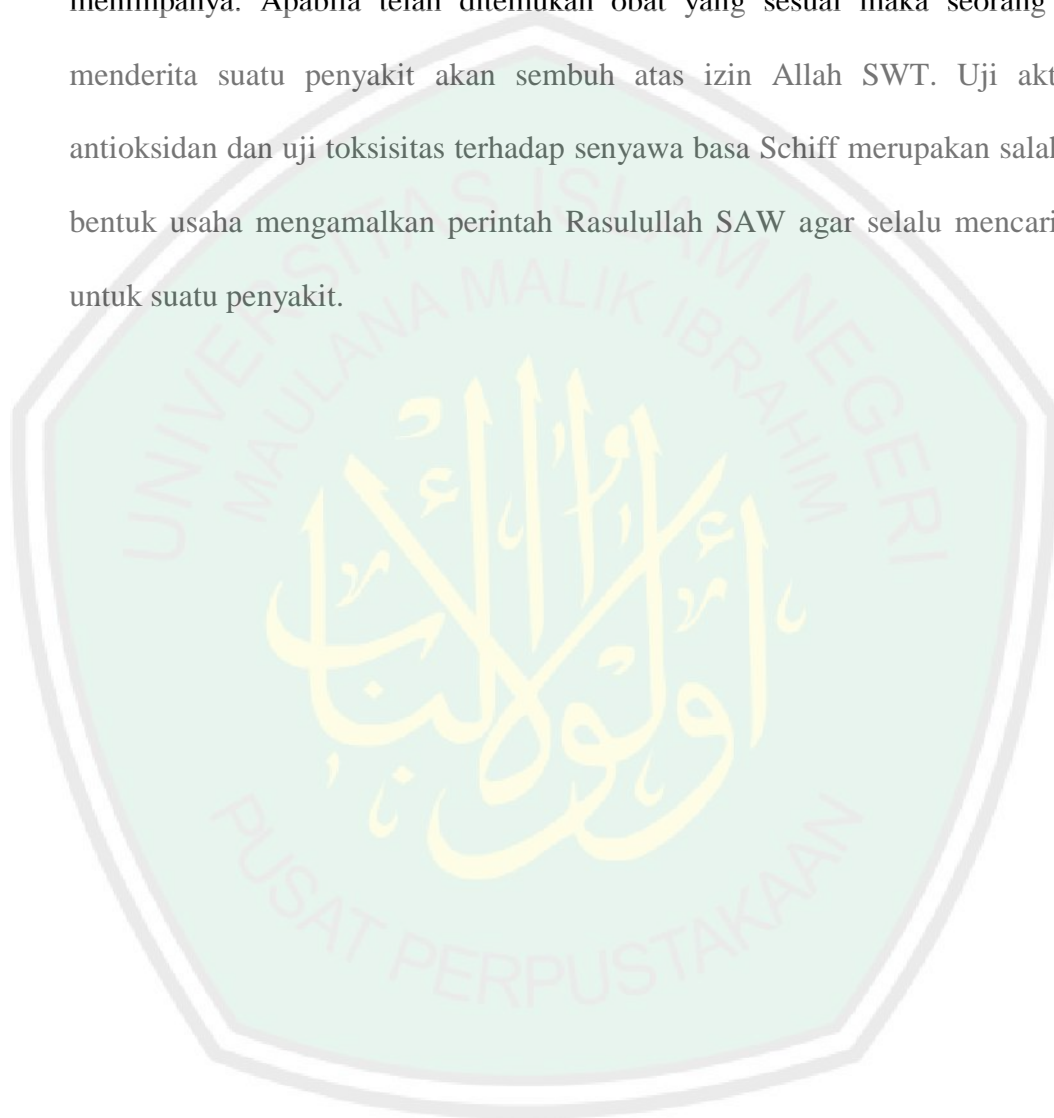 menimpanya. Apabila telah ditemukan obat yang sesuai maka seorang
menderita suatu penyakit akan sembuh atas izin Allah SWT. Uji akt
antioksidan dan uji toksisitas terhadap senyawa basa Schiff merupakan salah
bentuk usaha mengamalkan perintah Rasulullah SAW agar selalu mencari
untuk suatu penyakit.
UNIVERSITAS ISLAM NEGERI
MAULANA MALIK IBRAHIM
PUSAT PERPUSTAKAAN